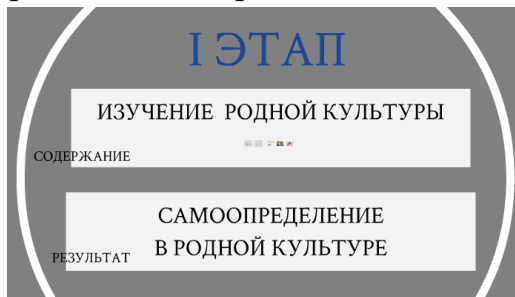 I ЭТАП
ИЗУЧЕНИЕ РОДНОЙ КУЛЬТУРЫ
СОДЕРЖАНИЕ
САМООПРЕДЕЛЕНИЕ
В РОДНОЙ КУЛЬТУРЕ
РЕЗУЛЬТАТ